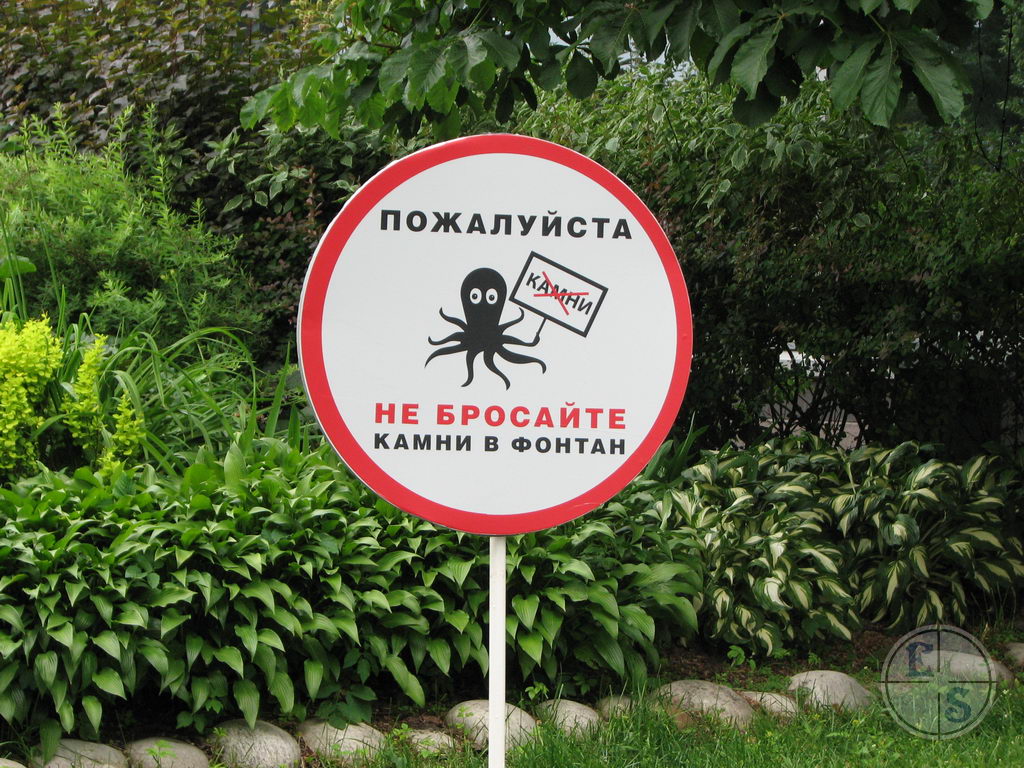 ПОЖАЛУЙСТА
КАМНИ
НЕ БРОСАЙТЕ
КАМНИ В ФОНТАН